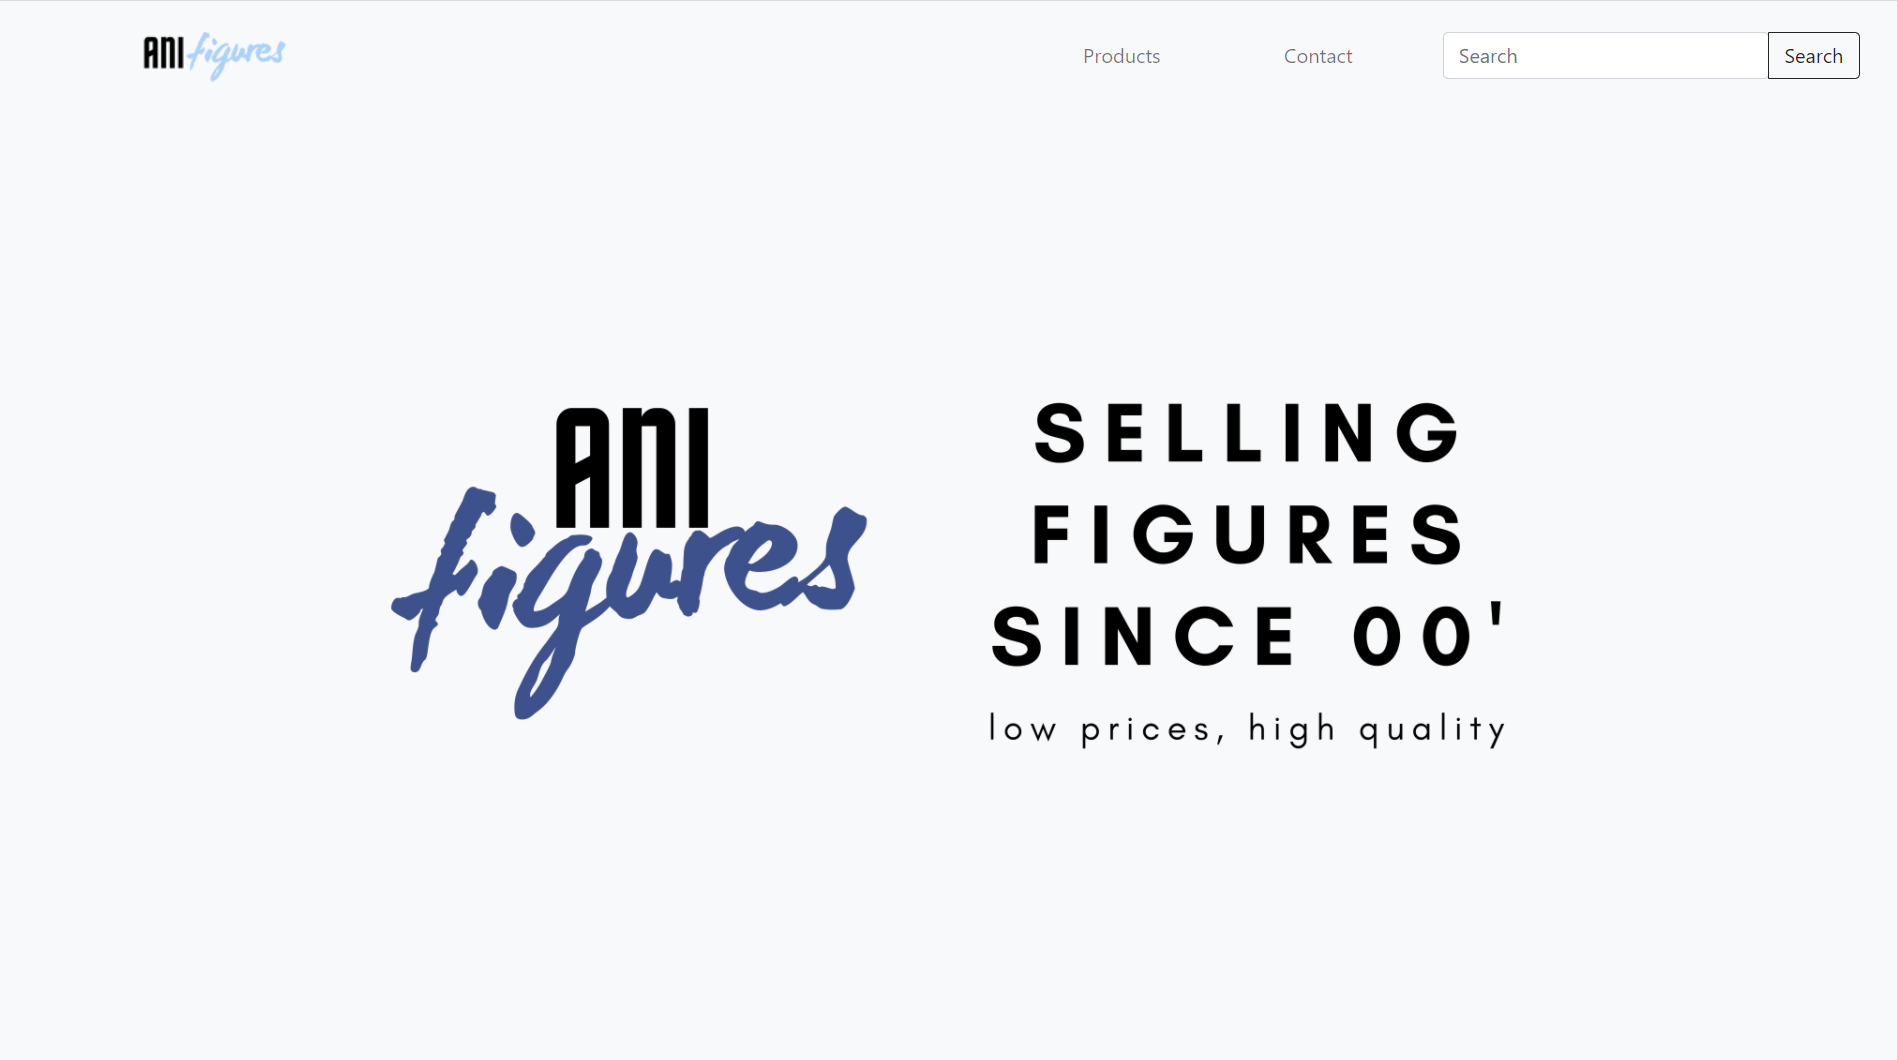 ANI figures
Products
Contact
Search
Search
ANI
figures
SELLING
FIGURES
SINCE 00'
low prices, high quality